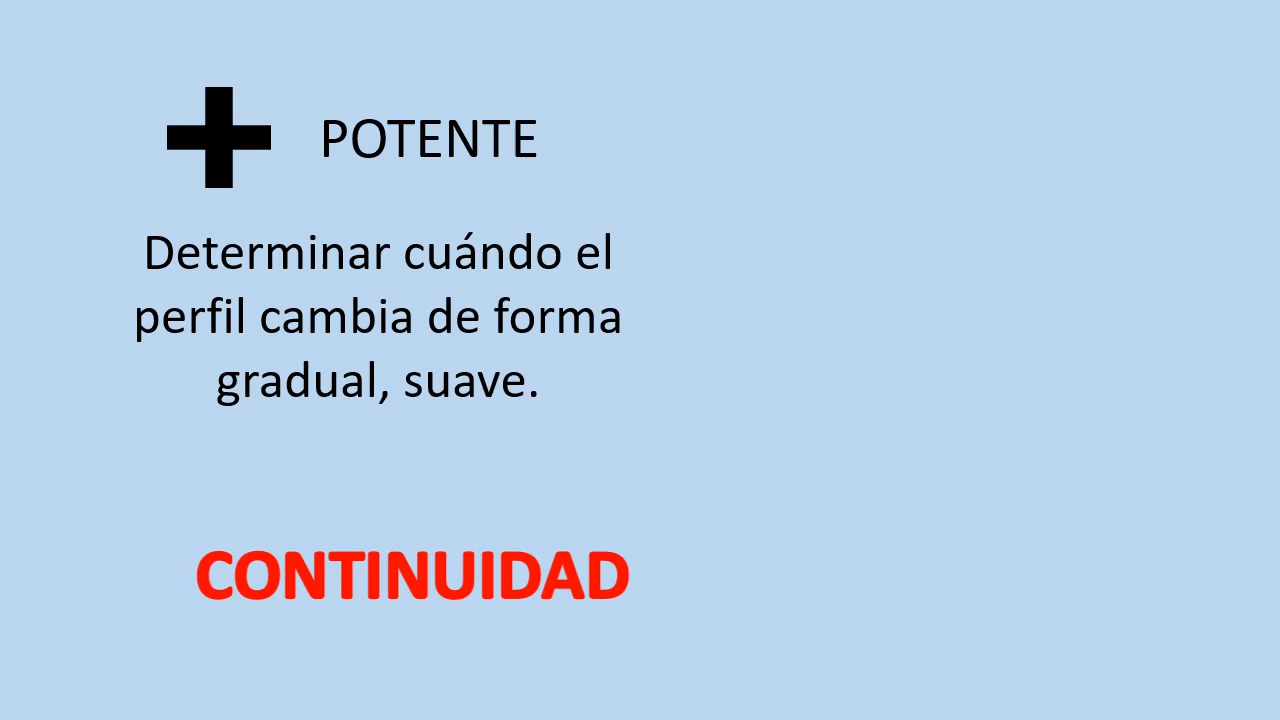 + POTENTE
Determinar cuándo el
perfil cambia de forma
gradual, suave.
CONTINUIDAD